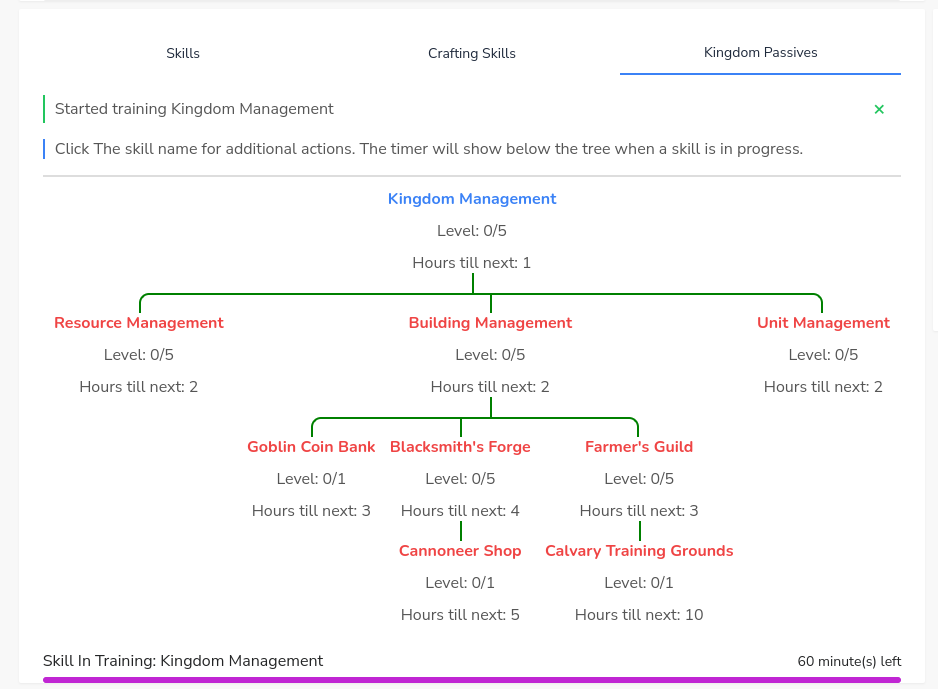 Skills Crafting Skills Kingdom Passives
Started training Kingdom Management ×
Click The skill name for additional actions. The timer will show below the tree when a skill is in progress.
Kingdom Management
Level: 0/5
Hours till next: 1
Resource Management Building Management Unit Management
Level: 0/5 Level: 0/5 Level: 0/5
Hours till next: 2 Hours till next: 2 Hours till next: 2
Goblin Coin Bank Blacksmith's Forge Farmer's Guild
Level: 0/1 Level: 0/5 Level: 0/5
Hours till next: 3 Hours till next: 4 Hours till next: 3
Cannoneer Shop Calvary Training Grounds
Level: 0/1 Level: 0/1
Hours till next: 5 Hours till next: 10
Skill In Training: Kingdom Management 60 minute(s) left